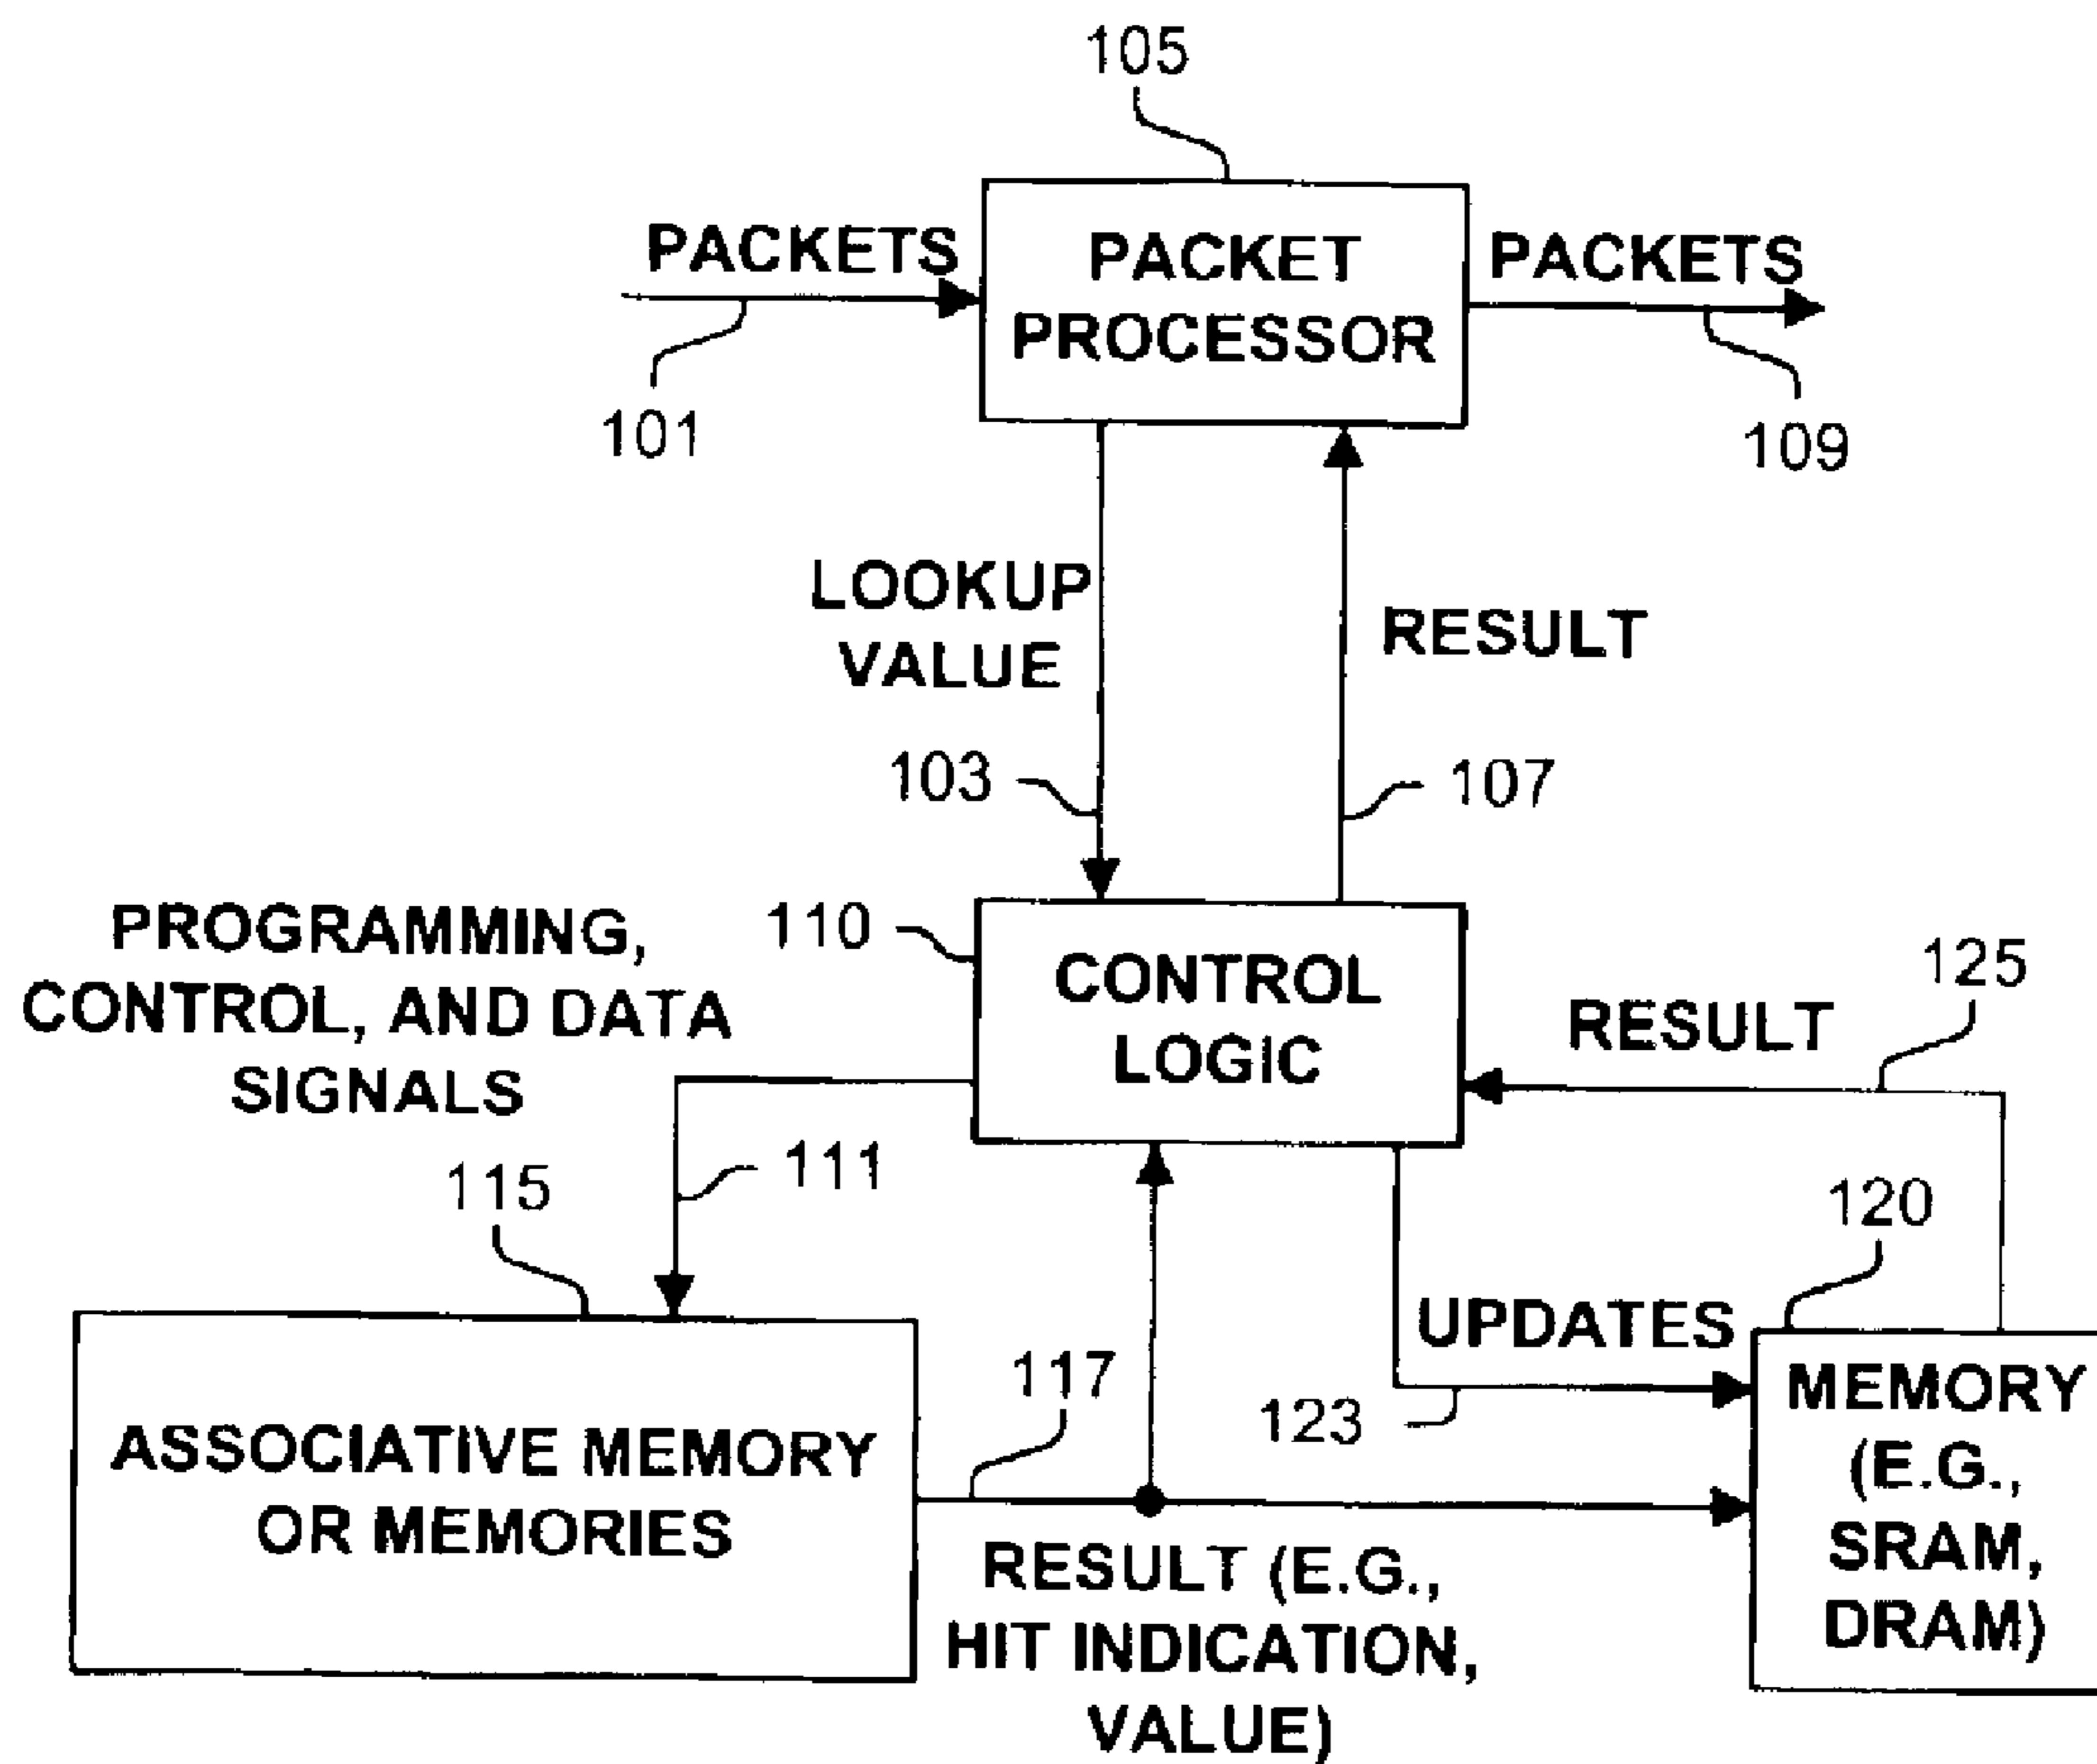 105
PACKETS
PACKET
PROCESSOR
PACKETS
101
109
LOOKUP
VALUE
RESULT
103
107
PROGRAMMING,
CONTROL, AND DATA
SIGNALS
110
CONTROL
LOGIC
125
RESULT
111
115
120
UPDATES
117
123
ASSOCIATIVE MEMORY
OR MEMORIES
MEMORY
(E.G.,
SRAM,
DRAM)
RESULT (E.G.,
HIT INDICATION,
VALUE)